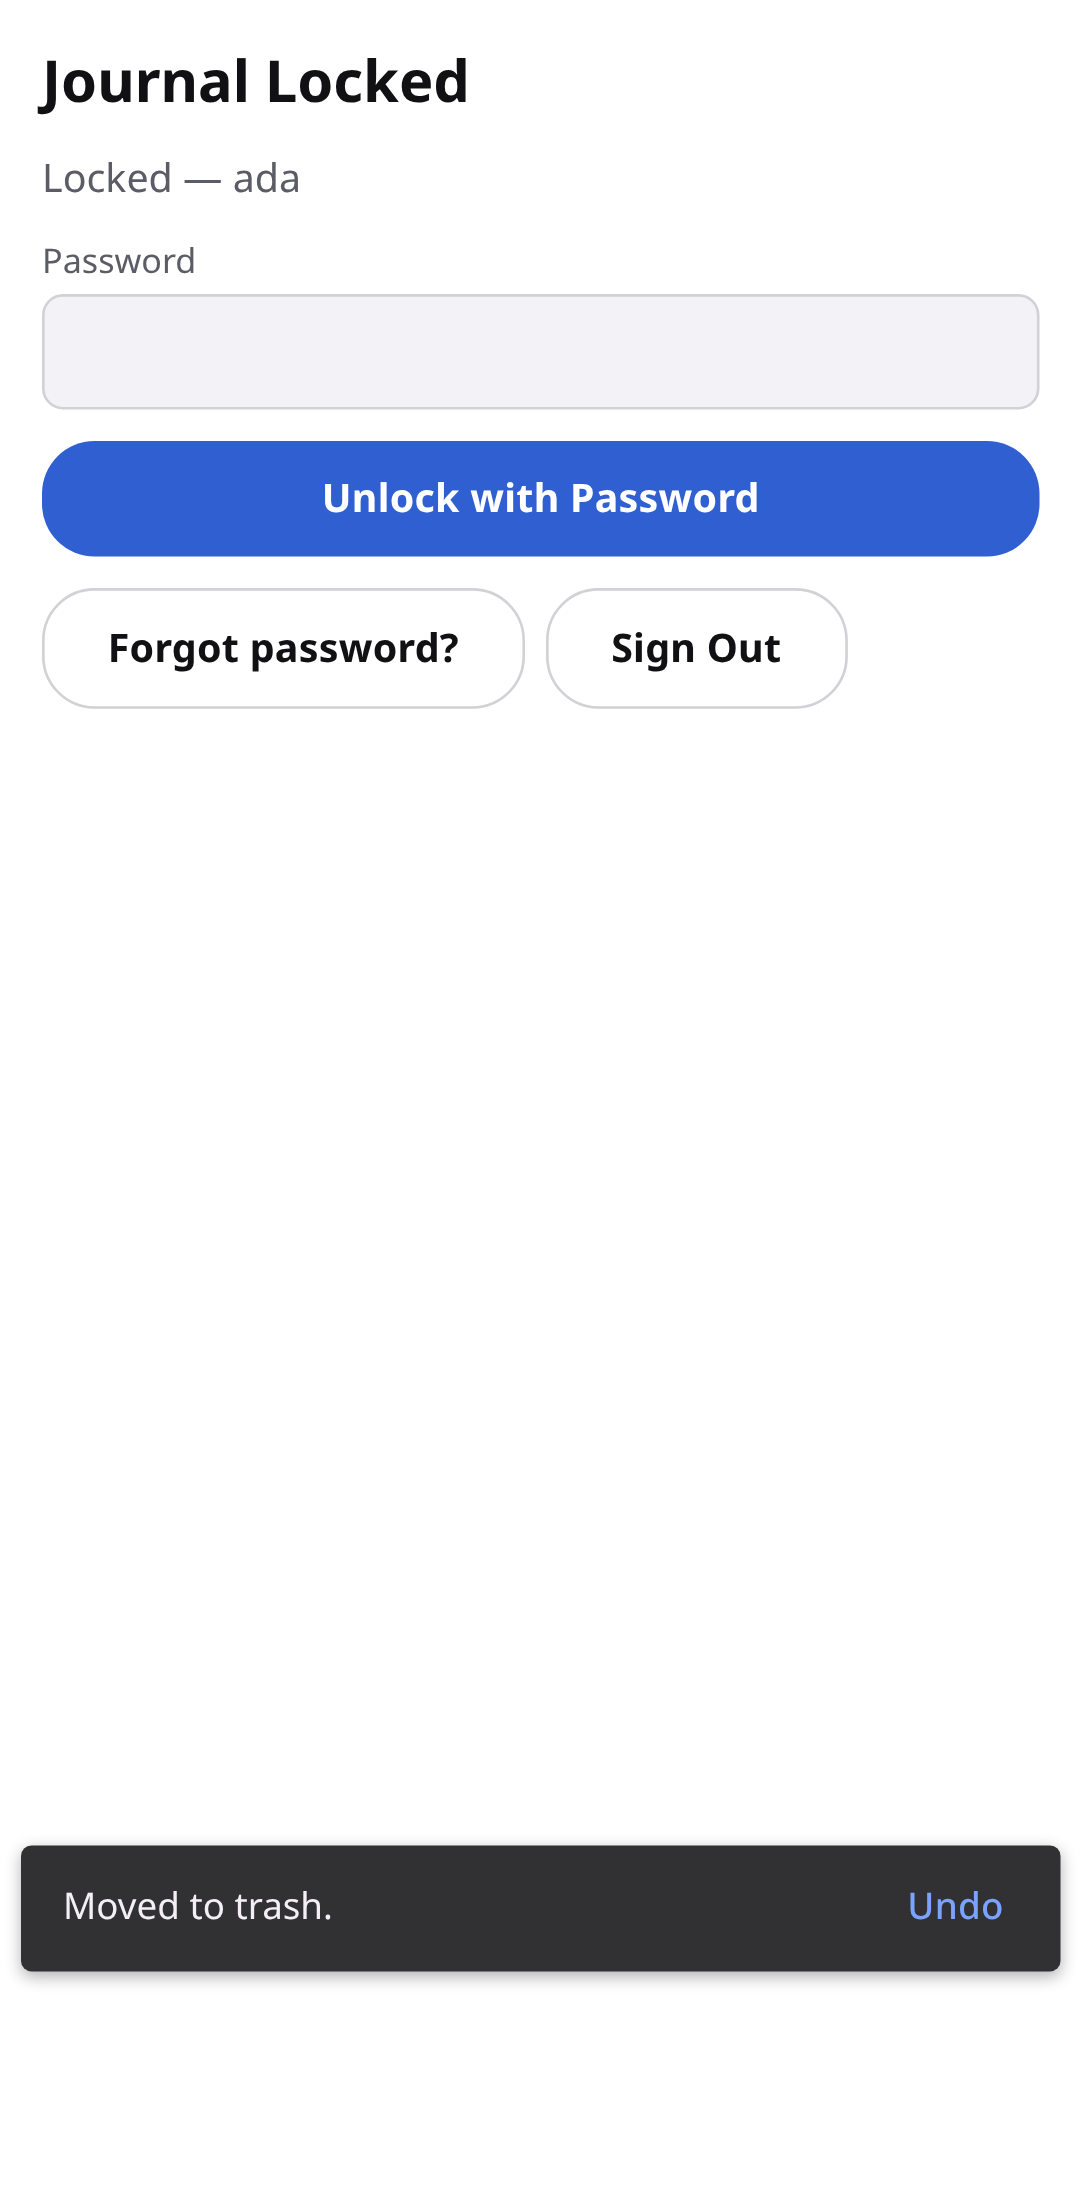 Journal Locked
Locked — ada
Password
Unlock with Password
Forgot password? Sign Out
Moved to trash. Undo